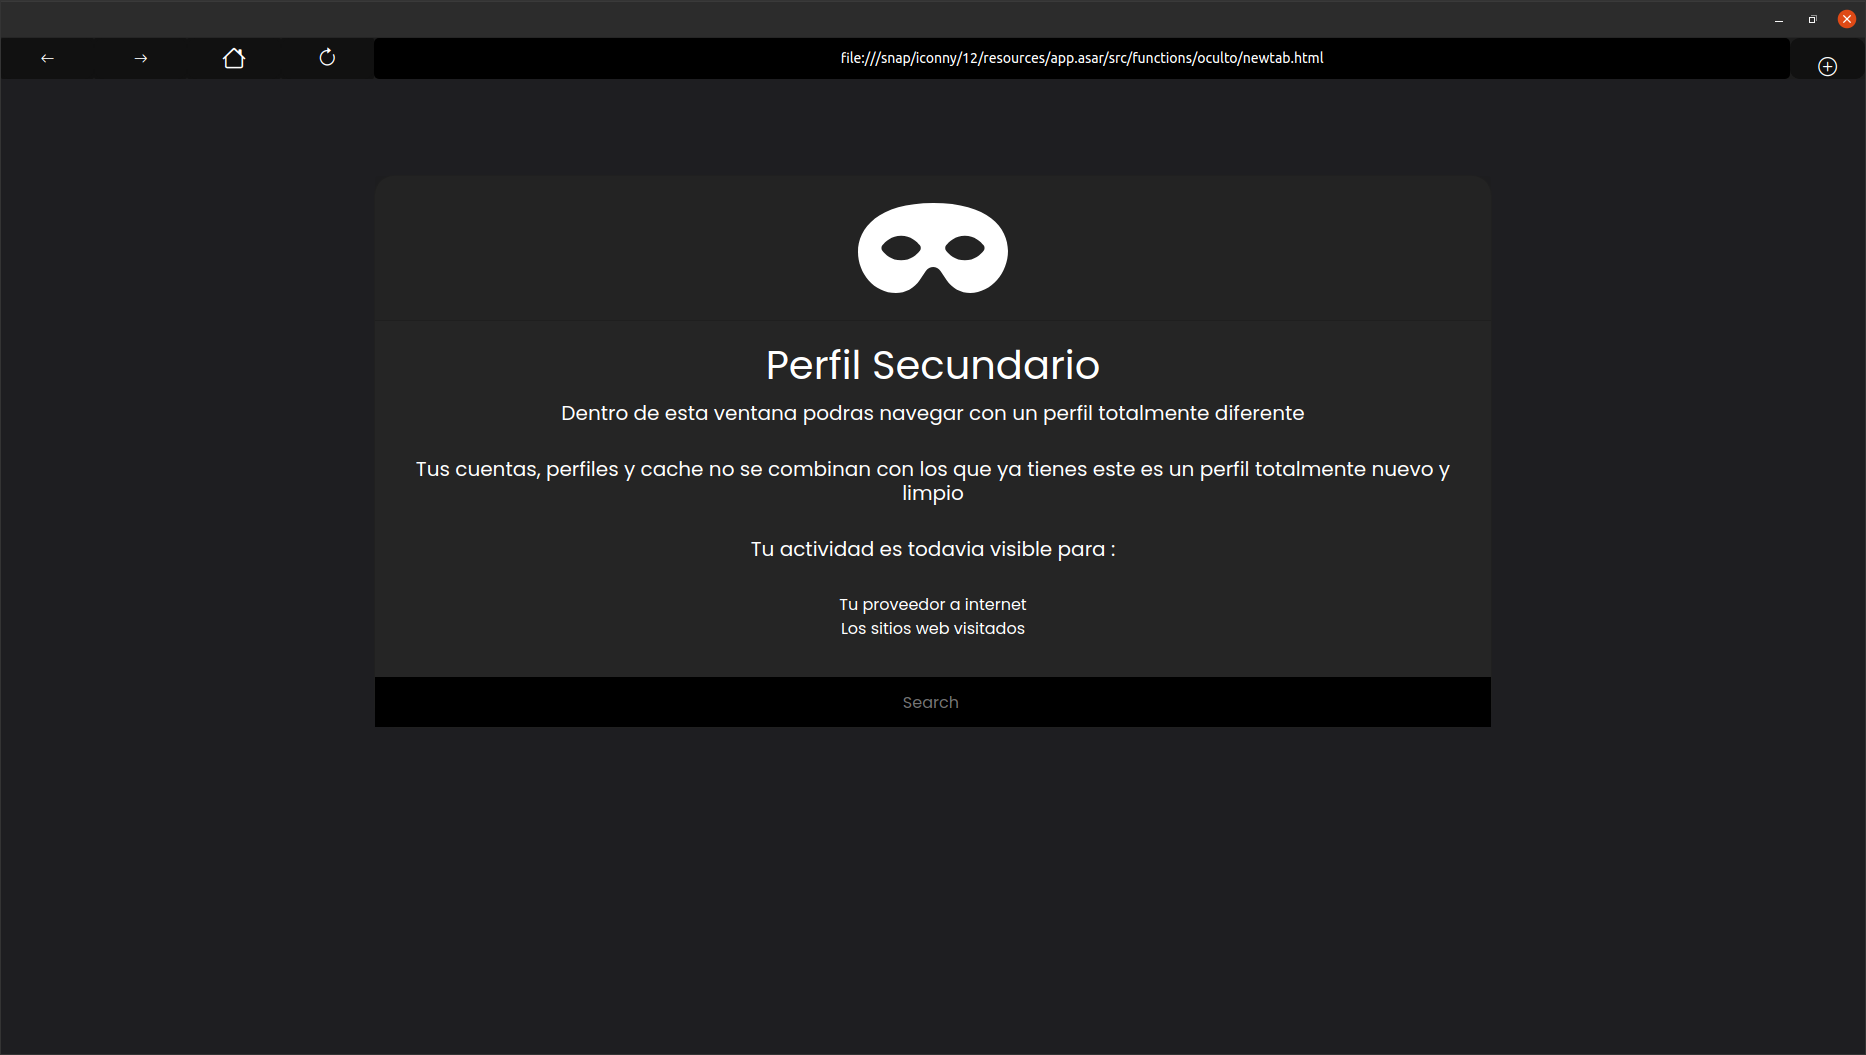 file:///snap/iconny/12/resources/app.asar/src/functions/oculto/newtab.html
Perfil Secundario
Dentro de esta ventana podras navegar con un perfil totalmente diferente
Tus cuentas, perfiles y cache no se combinan con los que ya tienes este es un perfil totalmente nuevo y
limpio
Tu actividad es todavia visible para :
Tu proveedor a internet
Los sitios web visitados
Search